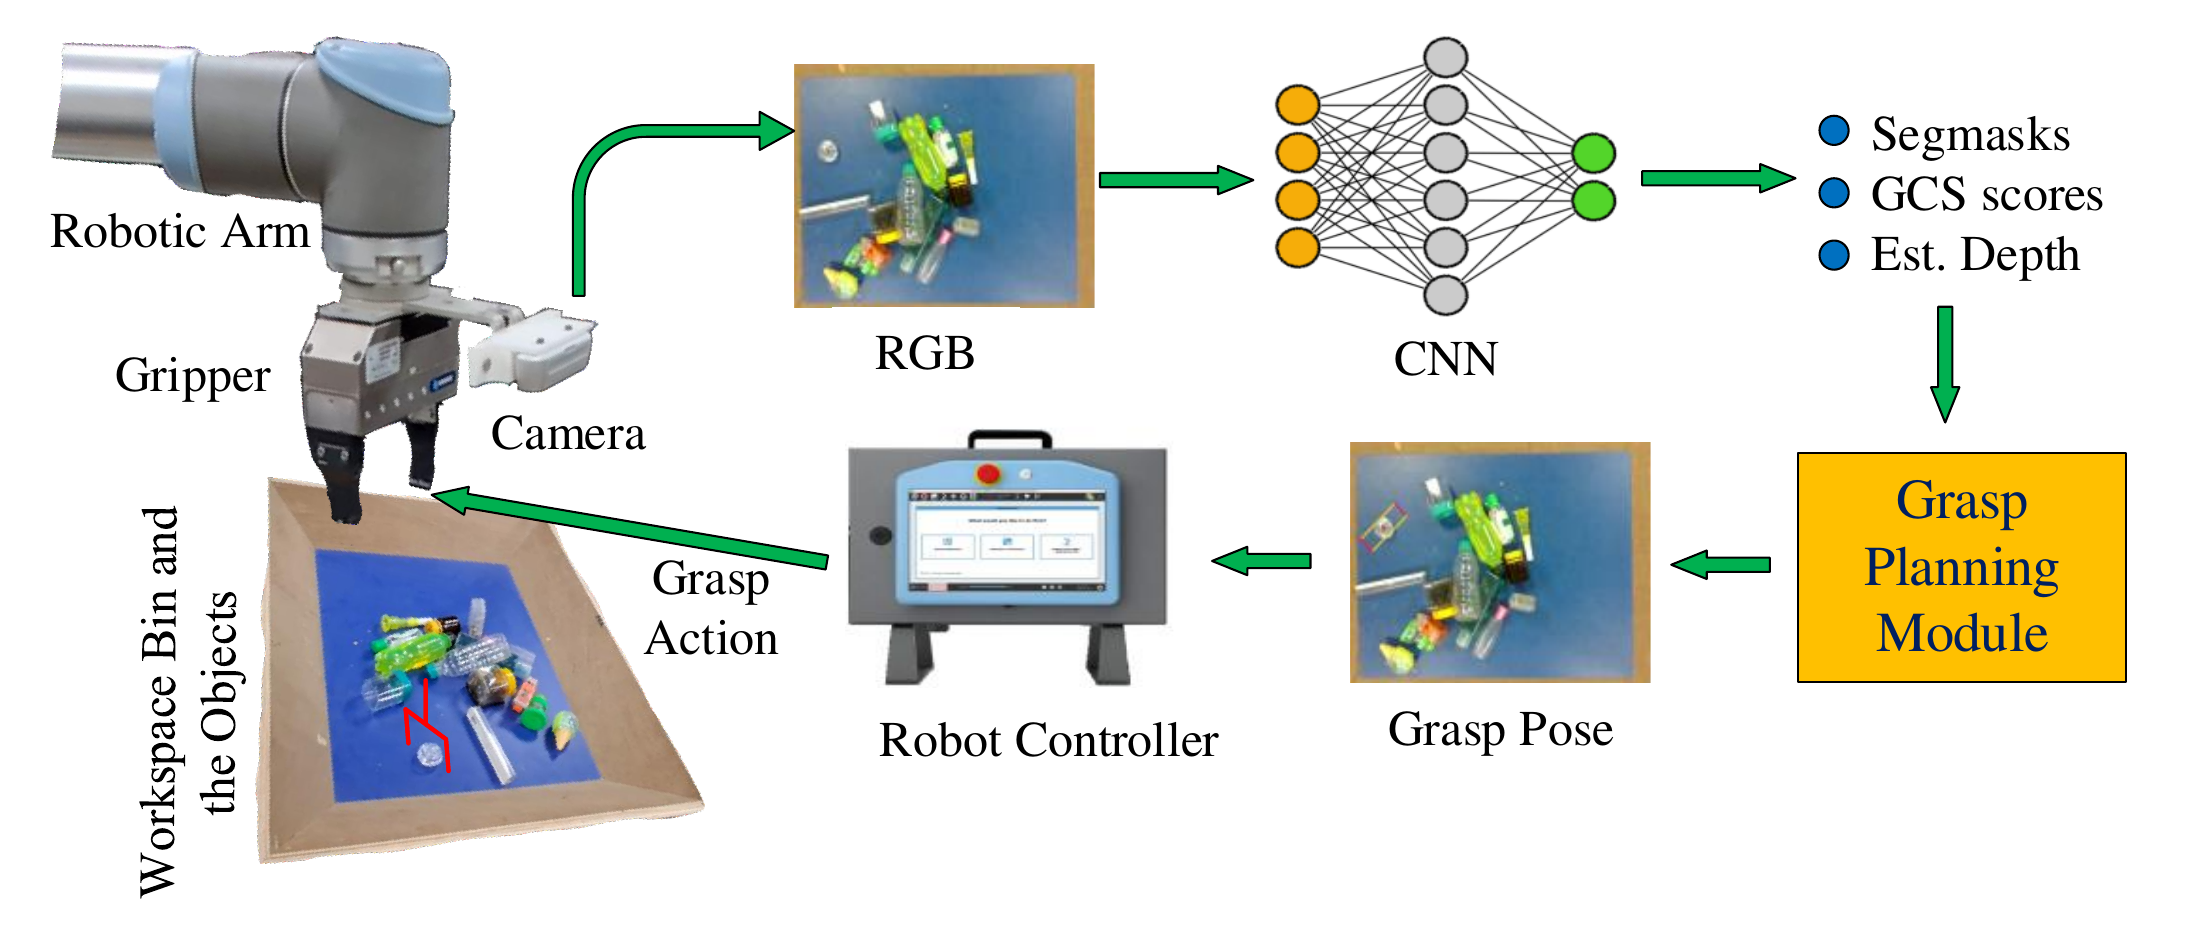 Robotic Arm
Gripper
Camera
RGB
CNN
Segmasks
GCS scores
Est. Depth
Grasp
Planning
Module
Grasp Pose
Robot Controller
Grasp
Action
Workspace Bin and
the Objects